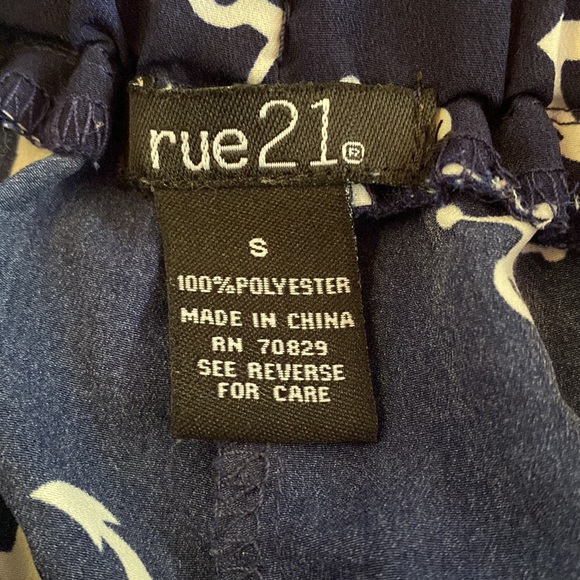 rue21®
S
100%POLYESTER
MADE IN CHINA
RN 70829
SEE REVERSE
FOR CARE